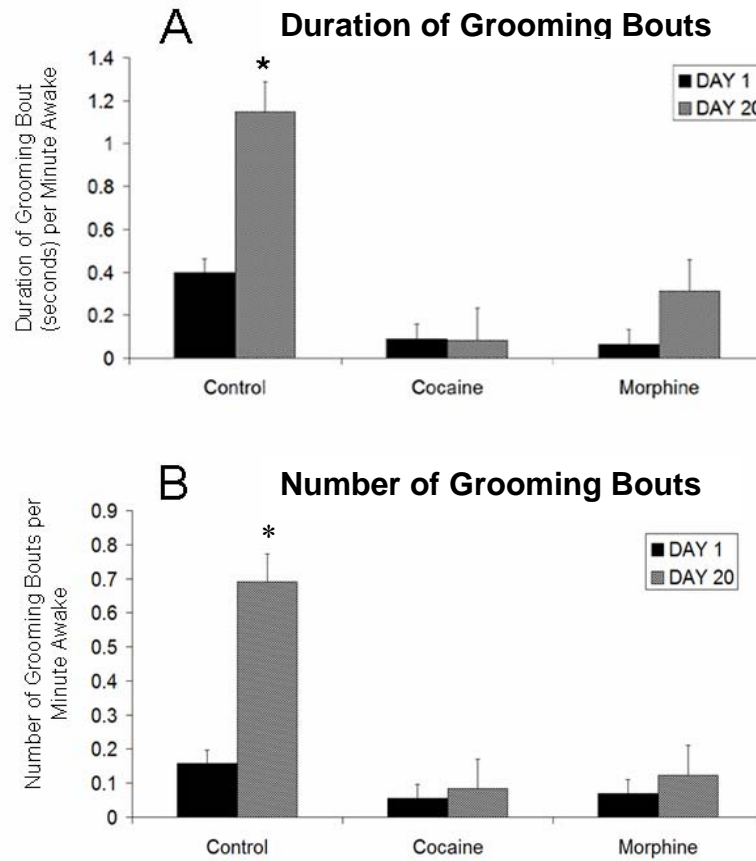 A Duration of Grooming Bouts
*
1.4
1.2
1
0.8
0.6
0.4
0.2
0
Duration of Grooming Bout
(seconds) per Minute Awake
DAY 1
DAY 20
Control Cocaine Morphine
B Number of Grooming Bouts
*
0.9
0.8
0.7
0.6
0.5
0.4
0.3
0.2
0.1
0
Number of Grooming Bouts per
Minute Awake
DAY 1
DAY 20
Control Cocaine Morphine